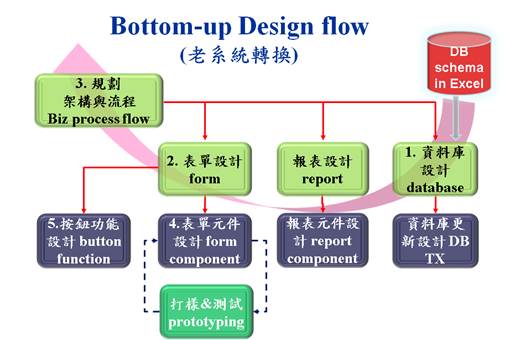 Bottom-up Design flow
(老系統轉換)
DB
schema
in Excel
3. 規劃
架構與流程
Biz process flow
2. 表單設計
form
報表設計
report
1. 資料庫
設計
database
5.按鈕功能
設計 button
function
4.表單元件
設計 form
component
報表元件設
計 report
component
資料庫更
新設計 DB
TX
打樣&測試
prototyping